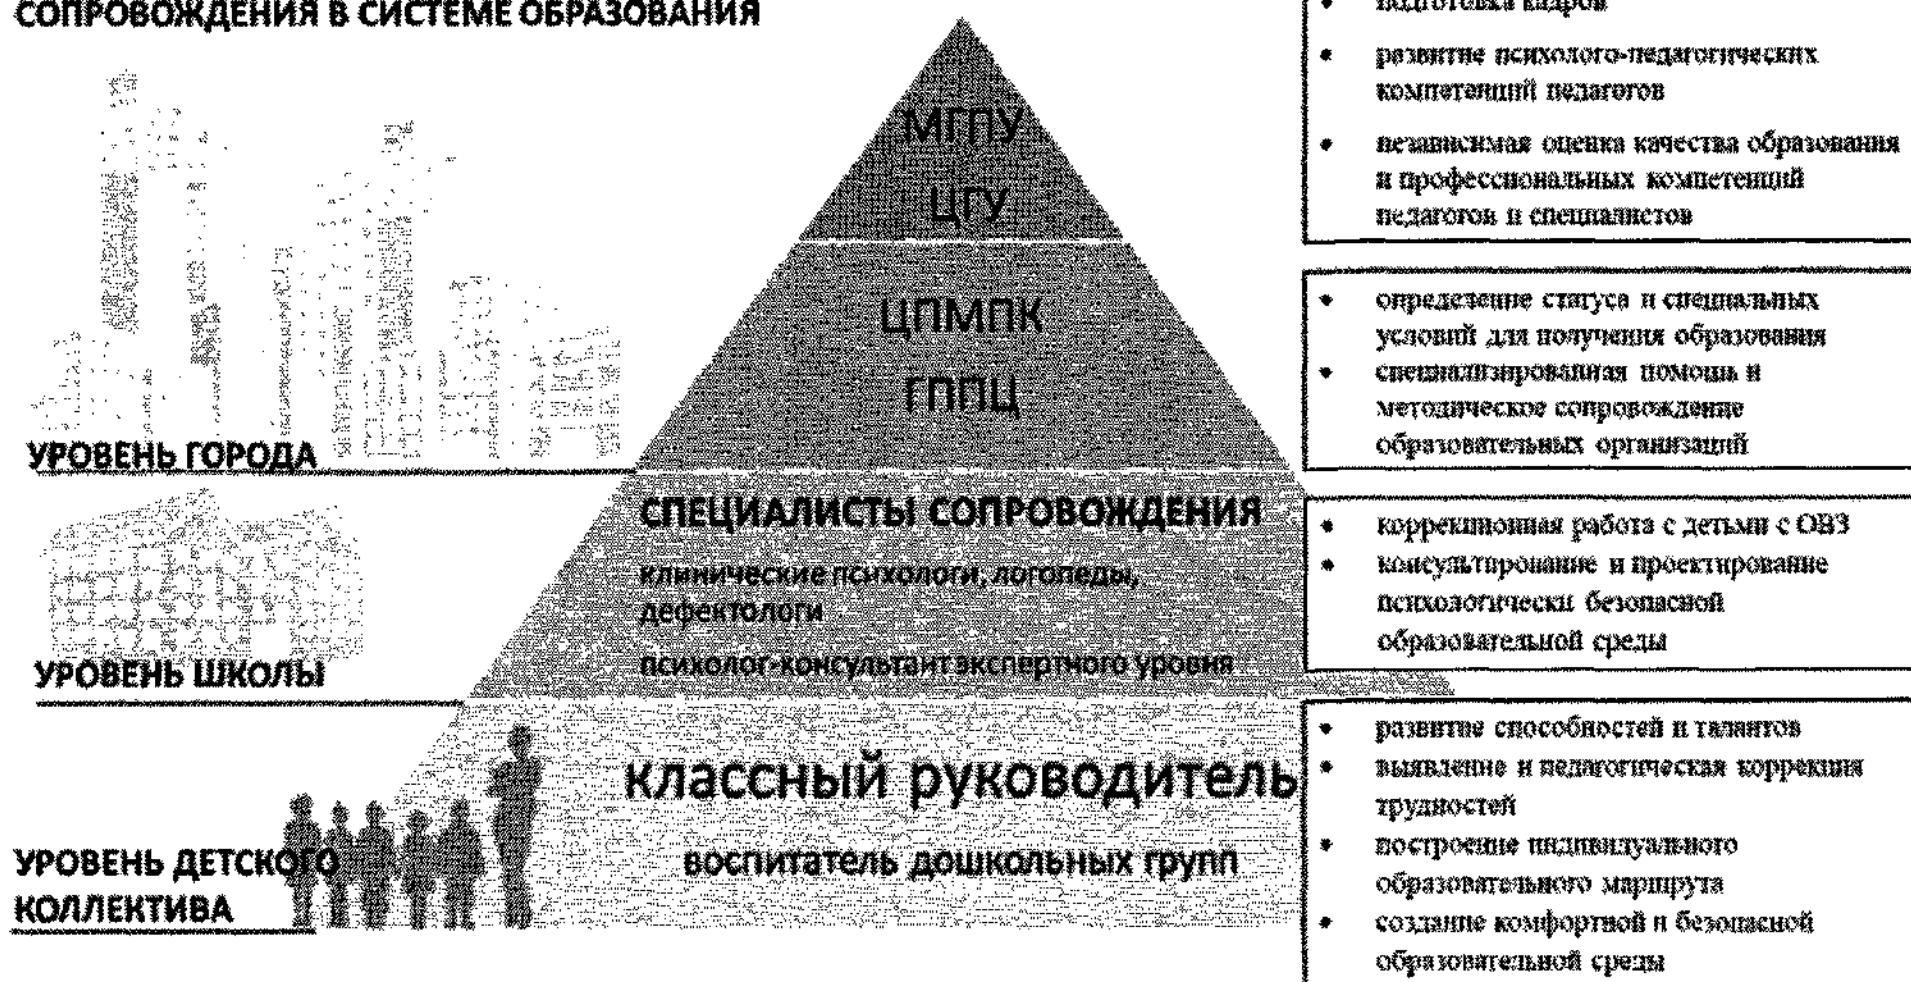 СОПРОВОЖДЕНИЯ В СИСТЕМЕ ОБРАЗОВАНИЯ
МГПУ
ЦГУ
• подготовка кадров
• развитие психолого-педагогических
компетенций педагогов
• независимая оценка качества образования
и профессиональных компетенций
педагогов и специалистов
УРОВЕНЬ ГОРОДА
ЦПМПК
ГППЦ
• определение статуса и специальных
условий для получения образования
• специализированная помощь и
методическое сопровождение
образовательных организаций
УРОВЕНЬ ШКОЛЫ
СПЕЦИАЛИСТЫ СОПРОВОЖДЕНИЯ
клинические психологи, логопеды,
дефектологи
психолог-консультант экспертного уровня
• коррекционная работа с детьми с ОВЗ
• консультирование и проектирование
психологически безопасной
образовательной среды
УРОВЕНЬ ДЕТСКОГО
КОЛЛЕКТИВА
классный руководитель
воспитатель дошкольных групп
• развитие способностей и талантов
• выявление и педагогическая коррекция
трудностей
• построение индивидуального
образовательного маршрута
• создание комфортной и безопасной
образовательной среды